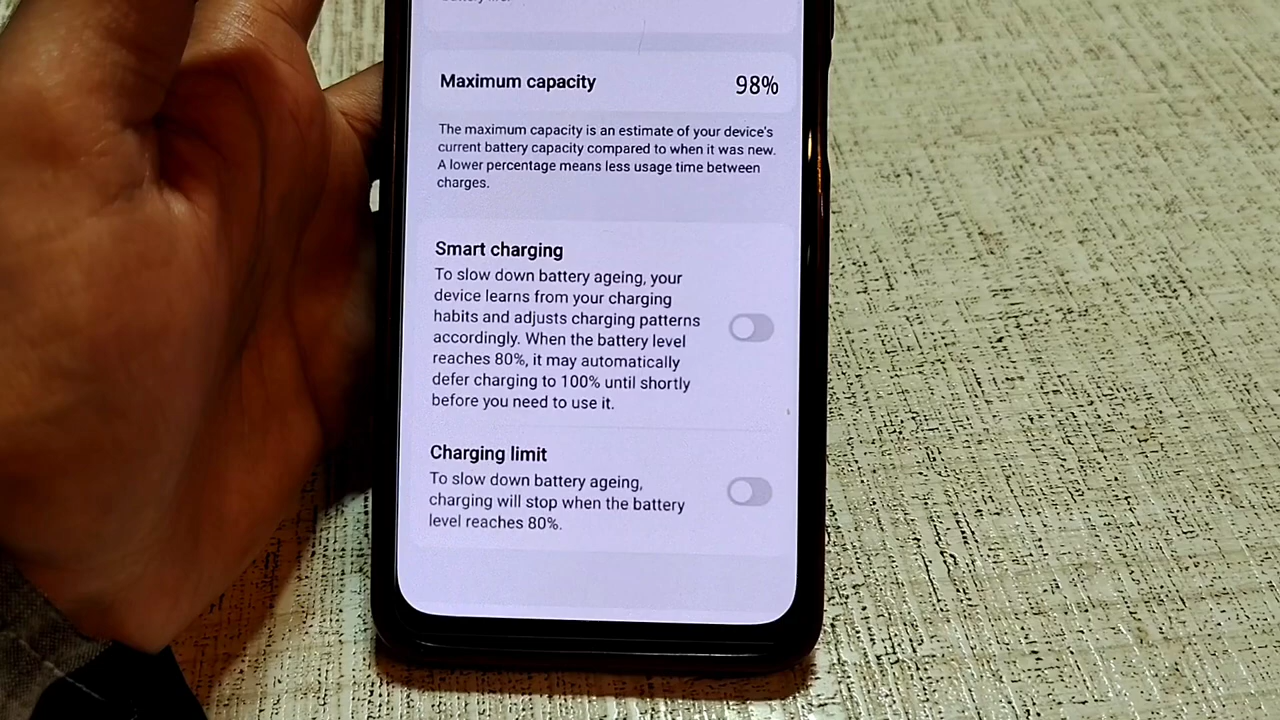 Maximum capacity 98%
The maximum capacity is an estimate of your device's
current battery capacity compared to when it was new.
A lower percentage means less usage time between
charges.
Smart charging
To slow down battery ageing, your
device learns from your charging
habits and adjusts charging patterns
accordingly. When the battery level
reaches 80%, it may automatically
defer charging to 100% until shortly
before you need to use it.
Charging limit
To slow down battery ageing,
charging will stop when the battery
level reaches 80%.